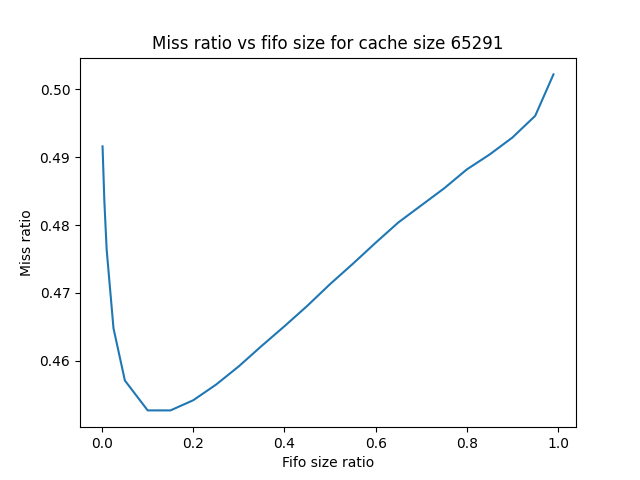 Miss ratio vs fifo size for cache size 65291
Miss ratio
0.50
0.49
0.48
0.47
0.46
0.0 0.2 0.4 0.6 0.8 1.0
Fifo size ratio